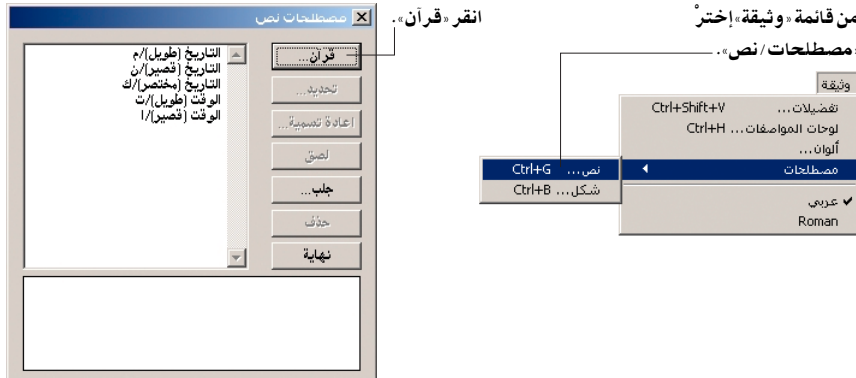 من قائمة «وثيقة» إخترْ
«مصطلحات/نص».
وثيقة
تفضيلات... Ctrl+Shift+V
لوحات المواصفات... Ctrl+H
ألوان...
مصطلحات
نص... Ctrl+G
شكل... Ctrl+B
✔ عربي
Roman
انقر «قرآن».
مصطلحات نص
التاريخ (طويل)/م
التاريخ (قصير)/ن
التاريخ (مختصر)/ك
الوقت (طويل)/ت
الوقت (قصير)/ا
قرآن...
تحديد...
اعادة تسمية...
لصق
جلب...
حذف
نهاية